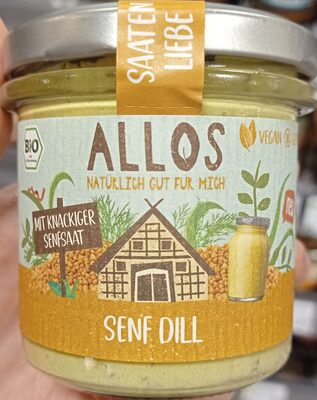 SAATEN
LIEBE
BIO
ALLOS
NATÜRLICH GUT FÜR MICH
VEGAN
MIT KNACKIGER
SENFSAAT
SENF DILL